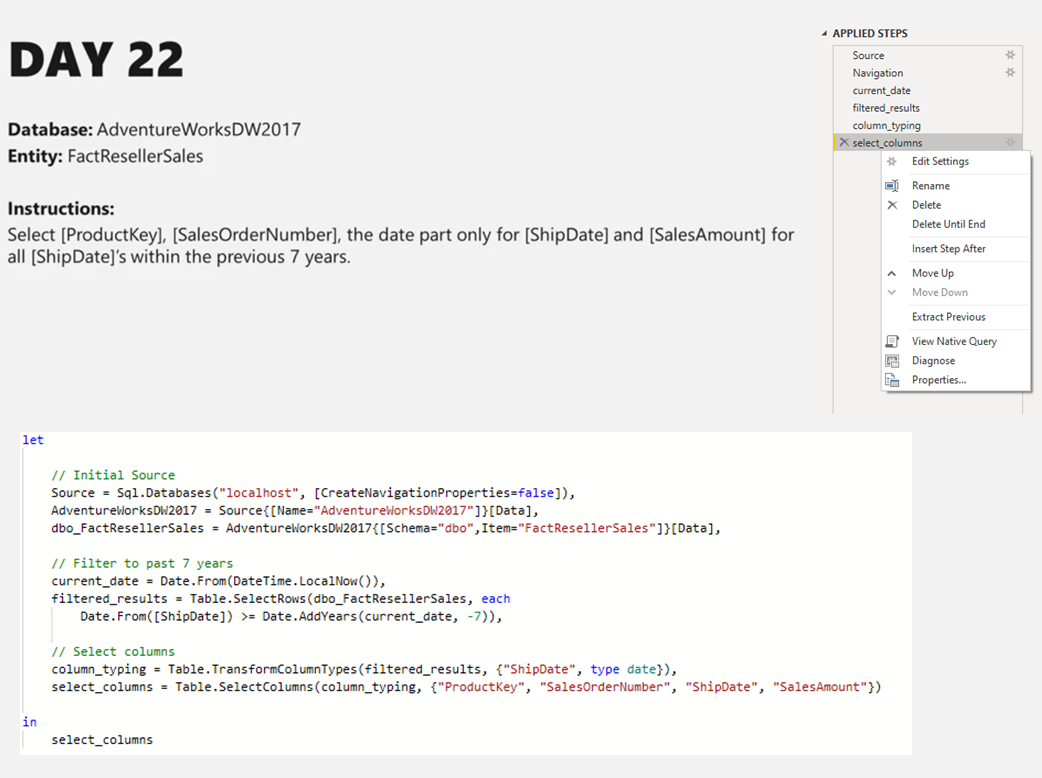 DAY 22
Database: AdventureWorksDW2017
Entity: FactResellerSales
Instructions:
Select [ProductKey], [SalesOrderNumber], the date part only for [ShipDate] and [SalesAmount] for
all [ShipDate]'s within the previous 7 years.
APPLIED STEPS
Source
Navigation
current_date
filtered_results
column_typing
select_columns
Edit Settings
Rename
Delete
Delete Until End
Insert Step After
Move Up
Move Down
Extract Previous
View Native Query
Diagnose
Properties...
let
// Initial Source
Source = Sql.Databases("localhost", [CreateNavigationProperties=false]),
AdventureWorksDW2017 = Source{[Name="AdventureWorksDW2017"]}[Data],
dbo_FactResellerSales = AdventureWorksDW2017{[Schema="dbo",Item="FactResellerSales"]}[Data],
// Filter to past 7 years
current_date = Date.From(DateTime.LocalNow()),
filtered_results = Table.SelectRows(dbo_FactResellerSales, each
Date.From([ShipDate]) >= Date.AddYears(current_date, -7)),
// Select columns
column_typing = Table.TransformColumnTypes(filtered_results, {"ShipDate", type date}),
select_columns = Table.SelectColumns(column_typing, {"ProductKey", "SalesOrderNumber", "ShipDate", "SalesAmount"})
in
select_columns